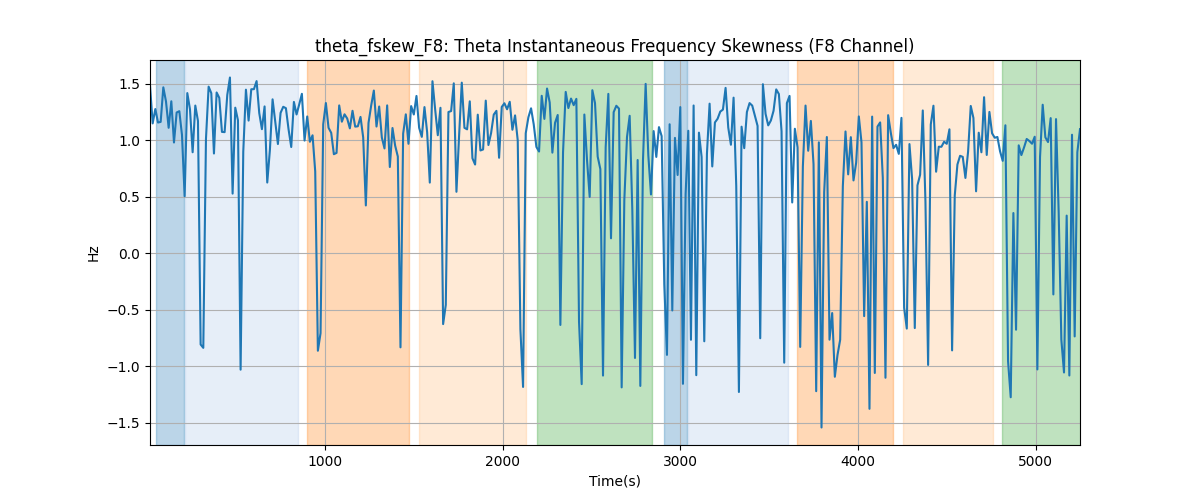 theta_fskew_F8: Theta Instantaneous Frequency Skewness (F8 Channel)
1.5
1.0
0.5
0.0
−0.5
−1.0
−1.5
Hz
1000 2000 3000 4000 5000
Time(s)